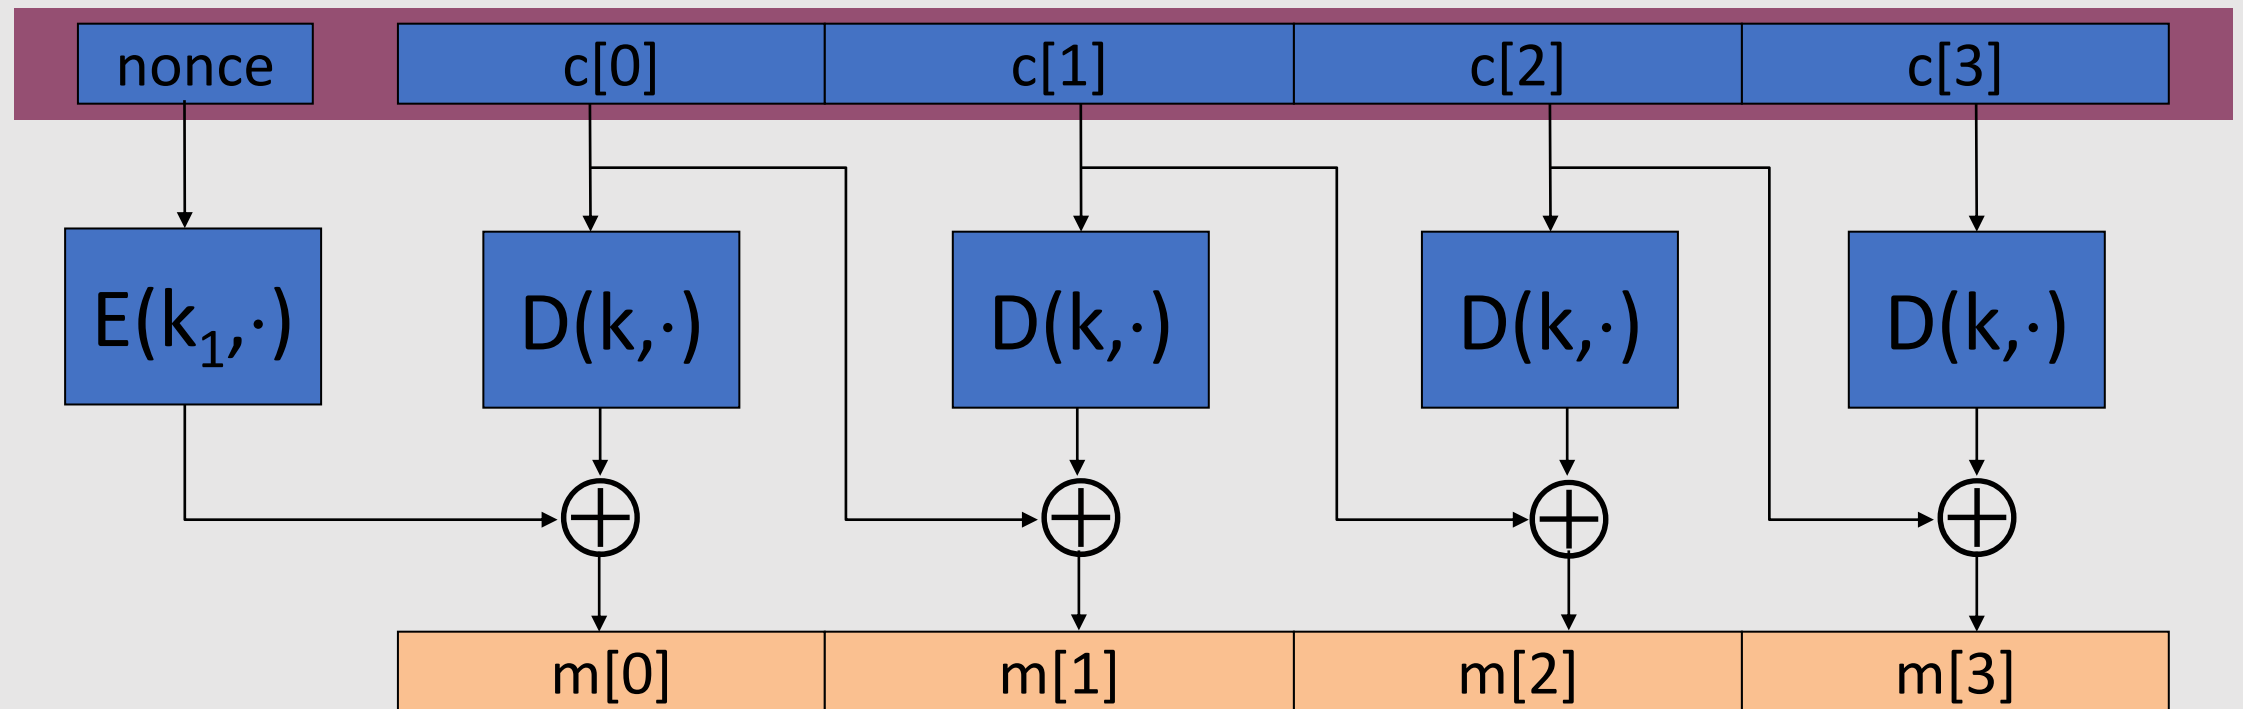 nonce c[0] c[1] c[2] c[3]
E(k₁,·) D(k,·) D(k,·) D(k,·) D(k,·)
m[0] m[1] m[2] m[3]